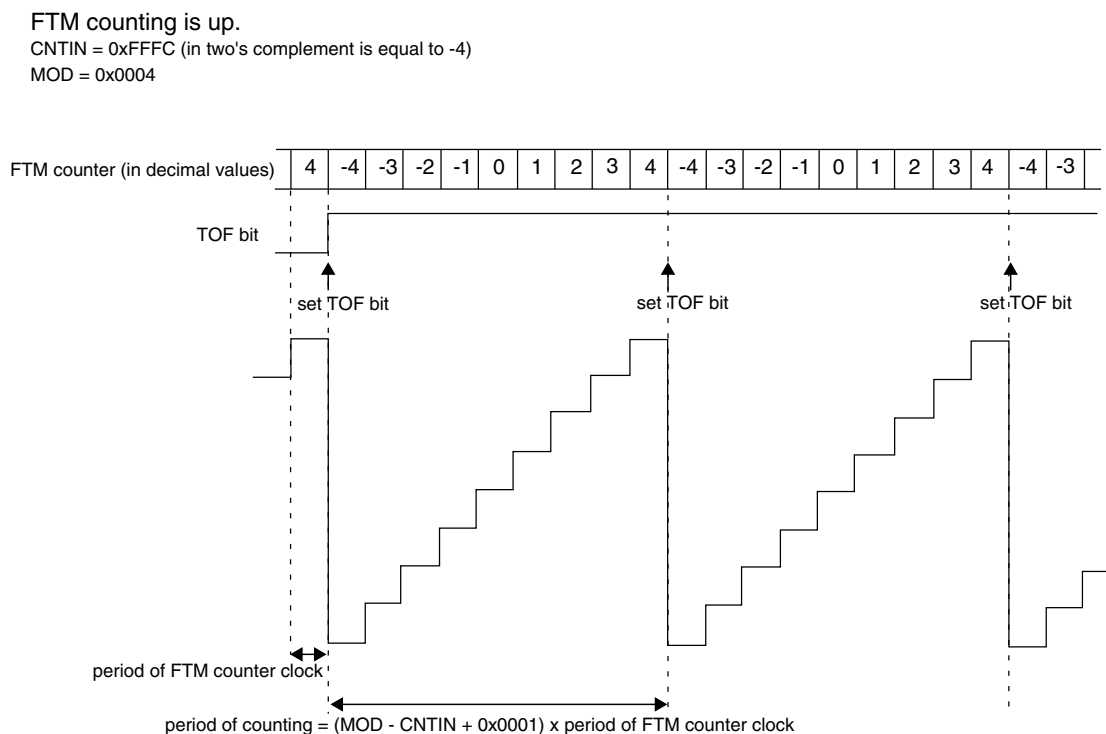 FTM counting is up.
CNTIN = 0xFFFC (in two's complement is equal to -4)
MOD = 0x0004
FTM counter (in decimal values) 4 -4 -3 -2 -1 0 1 2 3 4 -4 -3 -2 -1 0 1 2 3 4 -4 -3
TOF bit
set TOF bit set TOF bit set TOF bit
period of FTM counter clock
period of counting = (MOD - CNTIN + 0x0001) x period of FTM counter clock